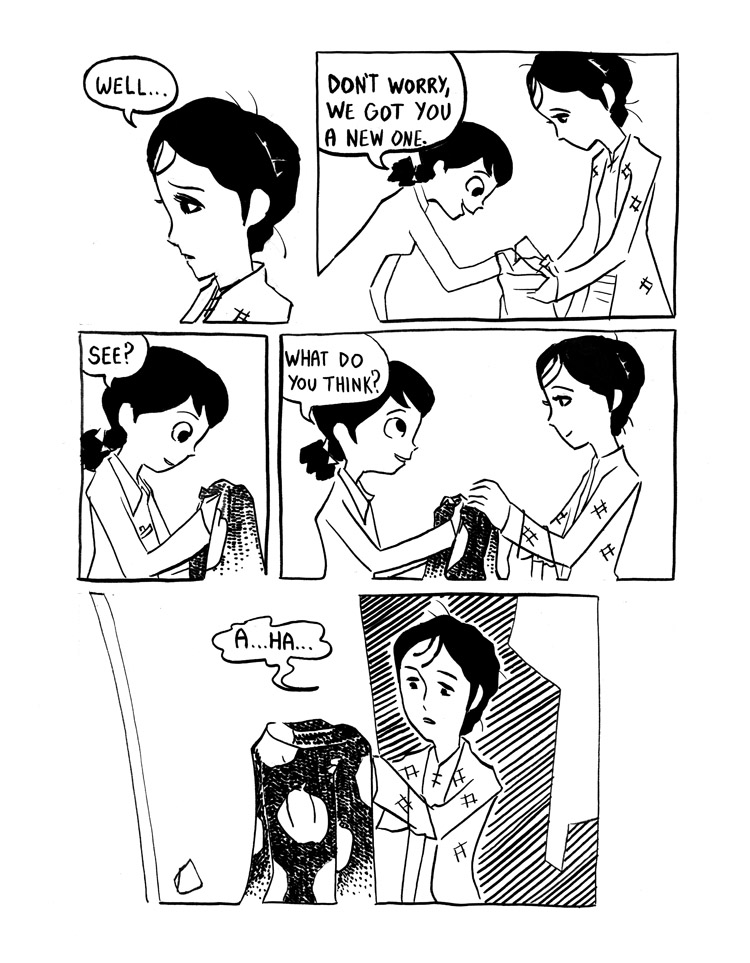 WELL...
DON'T WORRY,
WE GOT YOU
A NEW ONE.
SEE?
WHAT DO
YOU THINK?
A...HA...